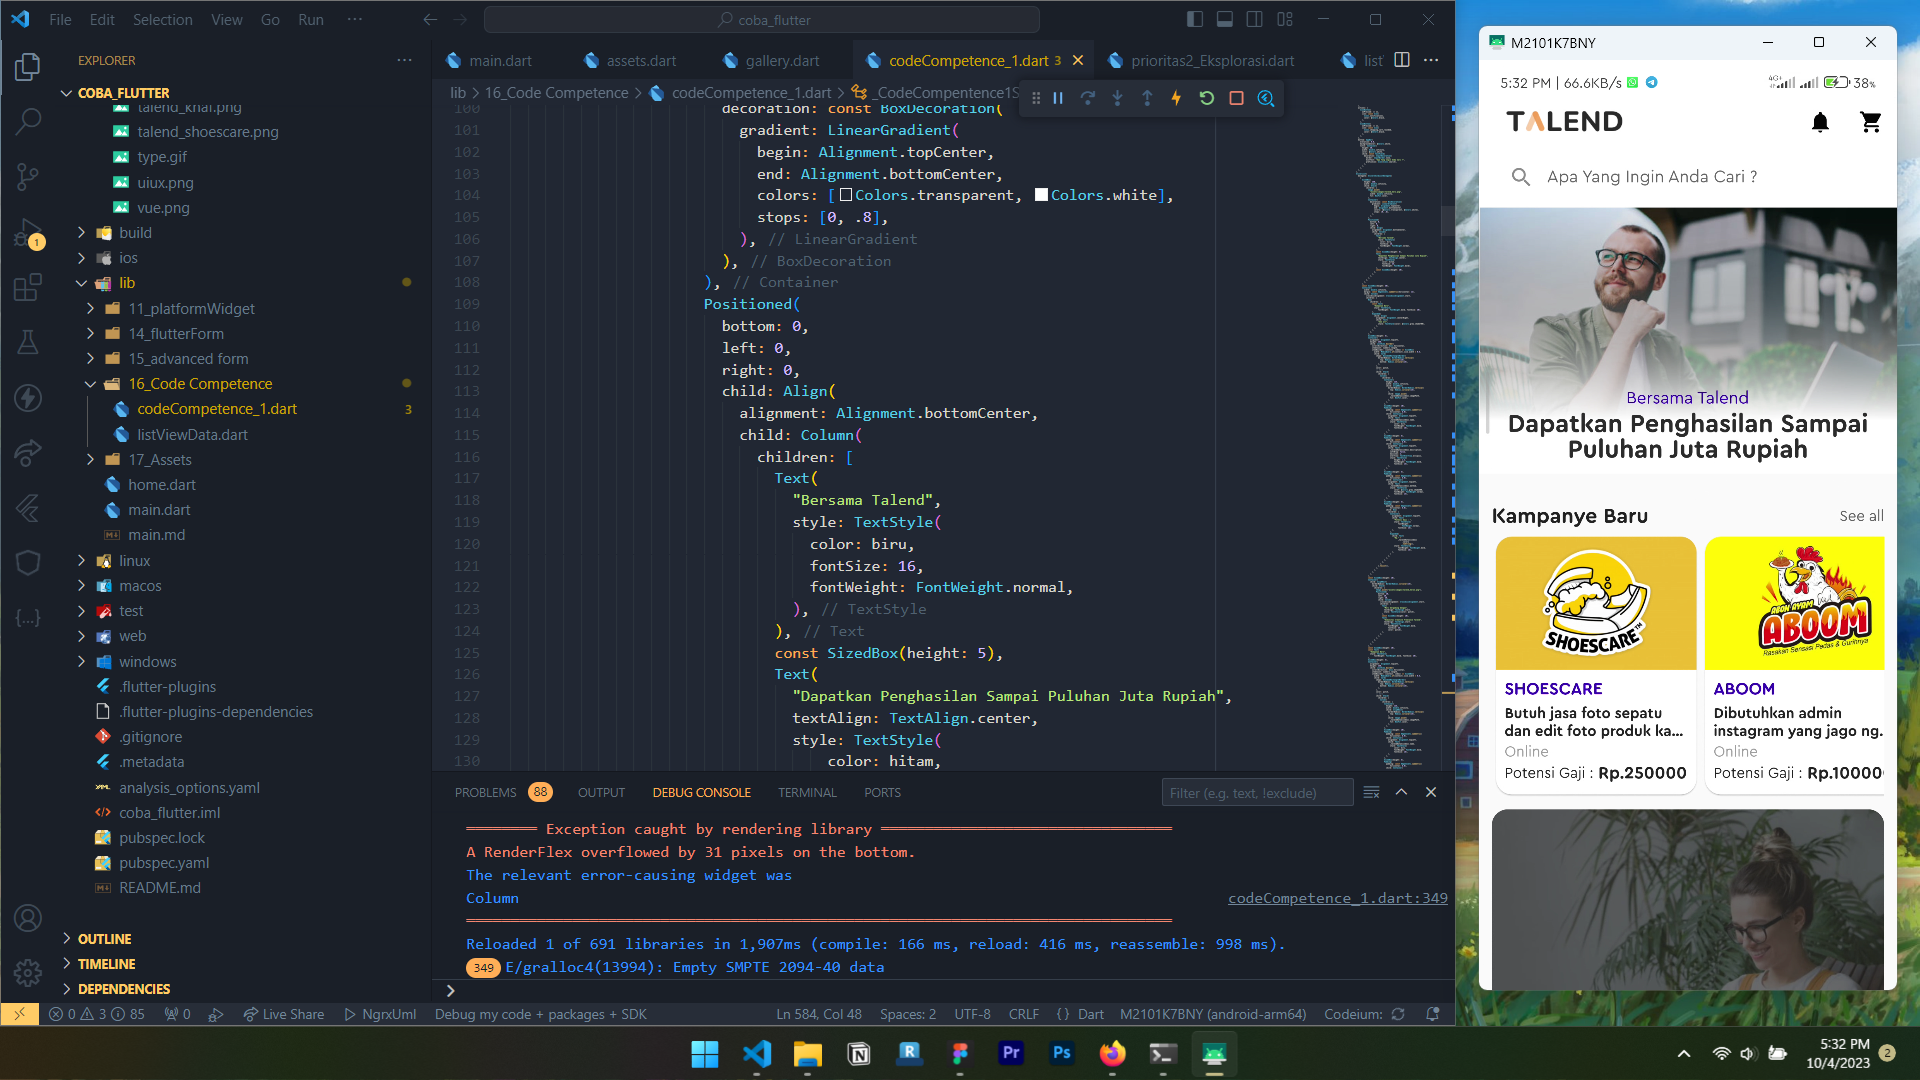 File Edit Selection View Go Run ···
coba_flutter
EXPLORER
COBA_FLUTTER
talend_shoescare.png
type.gif
uiux.png
vue.png
build
ios
lib
11_platformWidget
14_flutterForm
15_advanced form
16_Code Competence
codeCompetence_1.dart 3
listViewData.dart
17_Assets
home.dart
main.dart
main.md
linux
macos
test
web
windows
.flutter-plugins
.flutter-plugins-dependencies
.gitignore
.metadata
analysis_options.yaml
coba_flutter.iml
pubspec.lock
pubspec.yaml
README.md
OUTLINE
TIMELINE
DEPENDENCIES
1
main.dart assets.dart gallery.dart codeCompetence_1.dart 3 prioritas2_Eksplorasi.dart list
lib > 16_Code Competence > codeCompetence_1.dart > _CodeCompentence1S
100 decoration: const BoxDecoration(
101 gradient: LinearGradient(
102 begin: Alignment.topCenter,
103 end: Alignment.bottomCenter,
104 colors: [Colors.transparent, Colors.white],
105 stops: [0, .8],
106 ), // LinearGradient
107 ), // BoxDecoration
108 ), // Container
109 Positioned(
110 bottom: 0,
111 left: 0,
112 right: 0,
113 child: Align(
114 alignment: Alignment.bottomCenter,
115 child: Column(
116 children: [
117 Text(
118 "Bersama Talend",
119 style: TextStyle(
120 color: biru,
121 fontSize: 16,
122 fontWeight: FontWeight.normal,
123 ), // TextStyle
124 ), // Text
125 const SizedBox(height: 5),
126 Text(
127 "Dapatkan Penghasilan Sampai Puluhan Juta Rupiah",
128 textAlign: TextAlign.center,
129 style: TextStyle(
130 color: hitam,
PROBLEMS 88 OUTPUT DEBUG CONSOLE TERMINAL PORTS
Filter (e.g. text, !exclude)
════════ Exception caught by rendering library ═════════════════════════════════
A RenderFlex overflowed by 31 pixels on the bottom.
The relevant error-causing widget was
Column codeCompetence_1.dart:349
════════════════════════════════════════════════════════════════════════════════
Reloaded 1 of 691 libraries in 1,907ms (compile: 166 ms, reload: 416 ms, reassemble: 998 ms).
349 E/gralloc4(13994): Empty SMPTE 2094-40 data
0 3 85 0 Live Share NgrxUml Debug my code + packages + SDK Ln 584, Col 48 Spaces: 2 UTF-8 CRLF {} Dart M2101K7BNY (android-arm64) Codeium:
M2101K7BNY
5:32 PM | 66.6KB/s 4G+ 38%
TALEND
Apa Yang Ingin Anda Cari ?
Bersama Talend
Dapatkan Penghasilan Sampai
Puluhan Juta Rupiah
Kampanye Baru See all
SHOESCARE™
SHOESCARE
Butuh jasa foto sepatu
dan edit foto produk ka...
Online
Potensi Gaji : Rp.250000
ABOH AYAM
ABOOM
Rasakan Sensasi Pedas & Gurihnya
ABOOM
Dibutuhkan admin
instagram yang jago ng.
Online
Potensi Gaji : Rp.10000
R Pr Ps
5:32 PM
10/4/2023
2